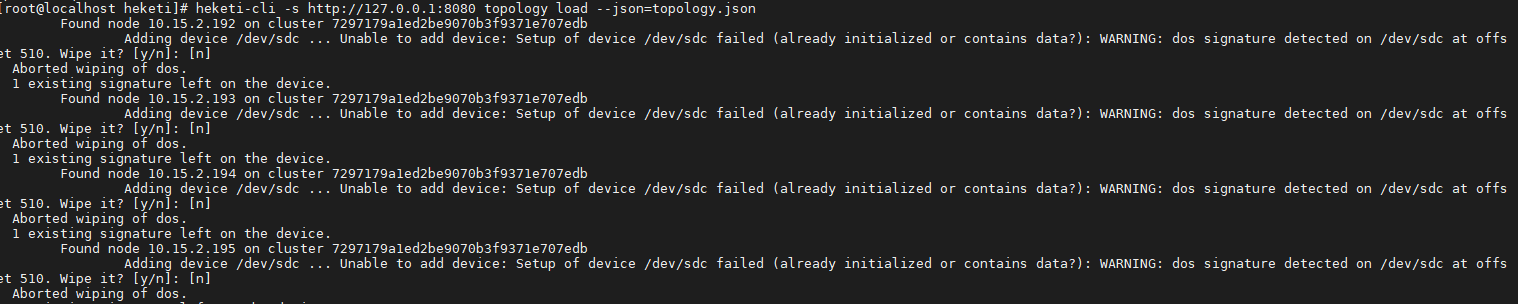 [root@localhost heketi]# heketi-cli -s http://127.0.0.1:8080 topology load --json=topology.json
Found node 10.15.2.192 on cluster 7297179a1ed2be9070b3f9371e707edb
Adding device /dev/sdc ... Unable to add device: Setup of device /dev/sdc failed (already initialized or contains data?): WARNING: dos signature detected on /dev/sdc at offs
et 510. Wipe it? [y/n]: [n]
Aborted wiping of dos.
1 existing signature left on the device.
Found node 10.15.2.193 on cluster 7297179a1ed2be9070b3f9371e707edb
Adding device /dev/sdc ... Unable to add device: Setup of device /dev/sdc failed (already initialized or contains data?): WARNING: dos signature detected on /dev/sdc at offs
et 510. Wipe it? [y/n]: [n]
Aborted wiping of dos.
1 existing signature left on the device.
Found node 10.15.2.194 on cluster 7297179a1ed2be9070b3f9371e707edb
Adding device /dev/sdc ... Unable to add device: Setup of device /dev/sdc failed (already initialized or contains data?): WARNING: dos signature detected on /dev/sdc at offs
et 510. Wipe it? [y/n]: [n]
Aborted wiping of dos.
1 existing signature left on the device.
Found node 10.15.2.195 on cluster 7297179a1ed2be9070b3f9371e707edb
Adding device /dev/sdc ... Unable to add device: Setup of device /dev/sdc failed (already initialized or contains data?): WARNING: dos signature detected on /dev/sdc at offs
et 510. Wipe it? [y/n]: [n]
Aborted wiping of dos.